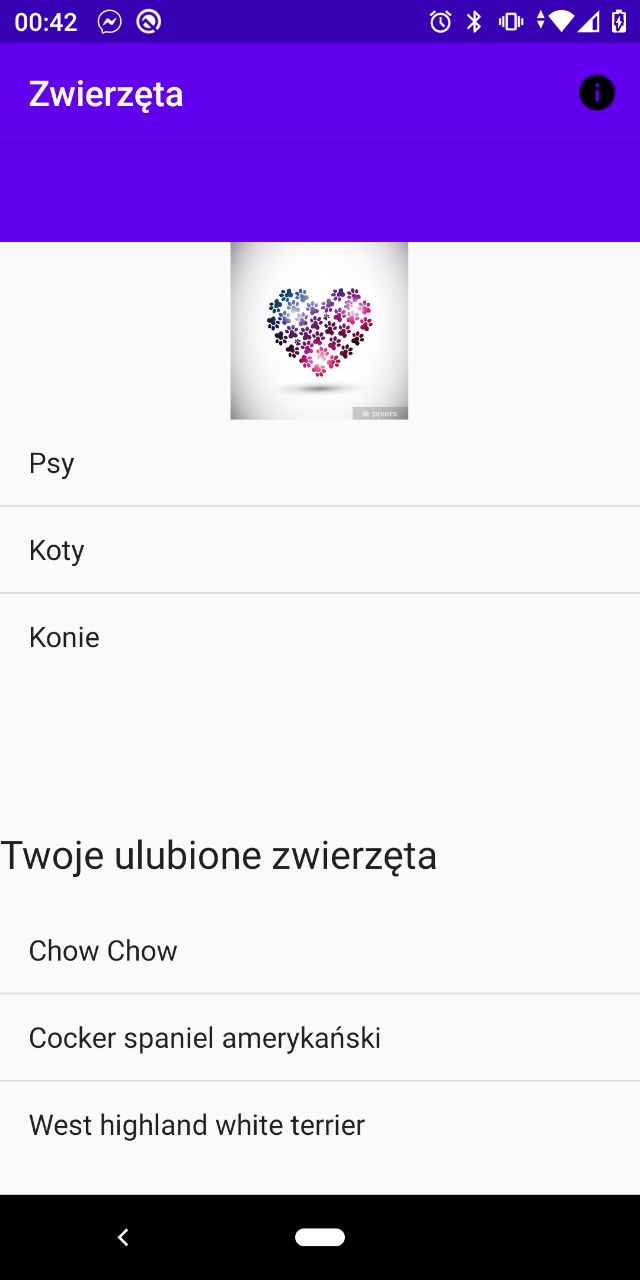 00:42
Zwierzęta
pixers
Psy
Koty
Konie
Twoje ulubione zwierzęta
Chow Chow
Cocker spaniel amerykański
West highland white terrier